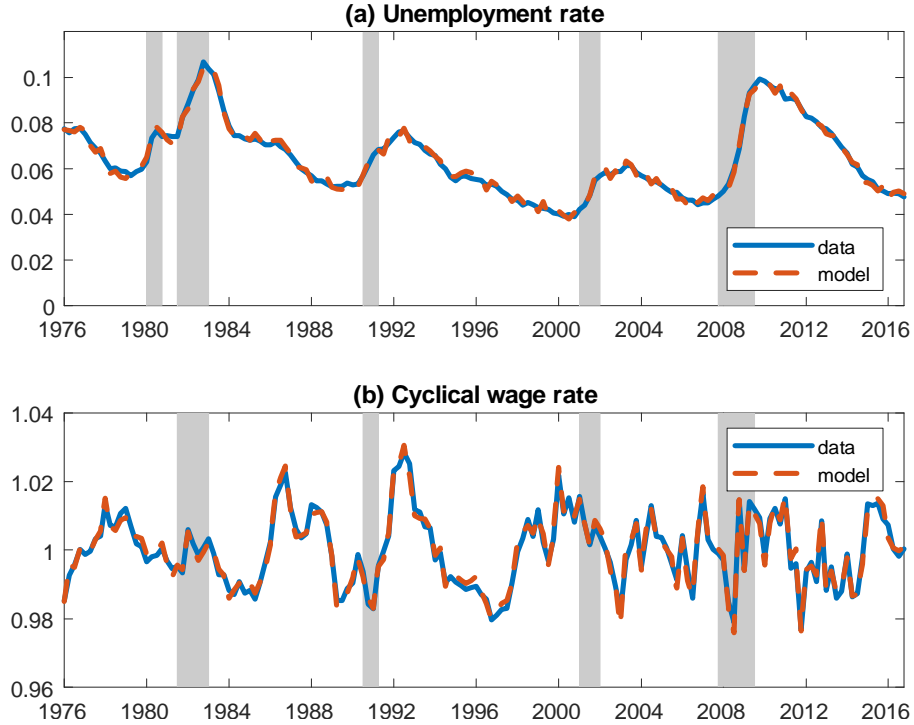 (a) Unemployment rate
0.1
0.08
0.06
0.04
0.02
0
data
model
1976 1980 1984 1988 1992 1996 2000 2004 2008 2012 2016
(b) Cyclical wage rate
1.04
1.02
1
0.98
0.96
data
model
1976 1980 1984 1988 1992 1996 2000 2004 2008 2012 2016